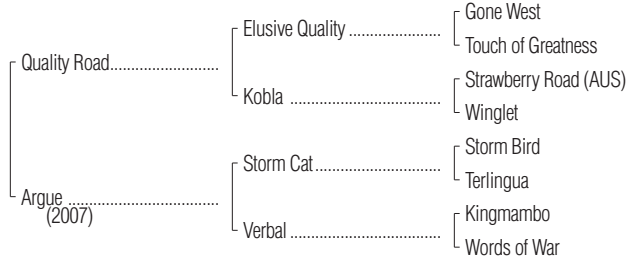 Gone West
Elusive Quality
Touch of Greatness
Quality Road
Strawberry Road (AUS)
Kobla
Winglet
Storm Bird
Storm Cat
Terlingua
Argue
(2007)
Kingmambo
Verbal
Words of War